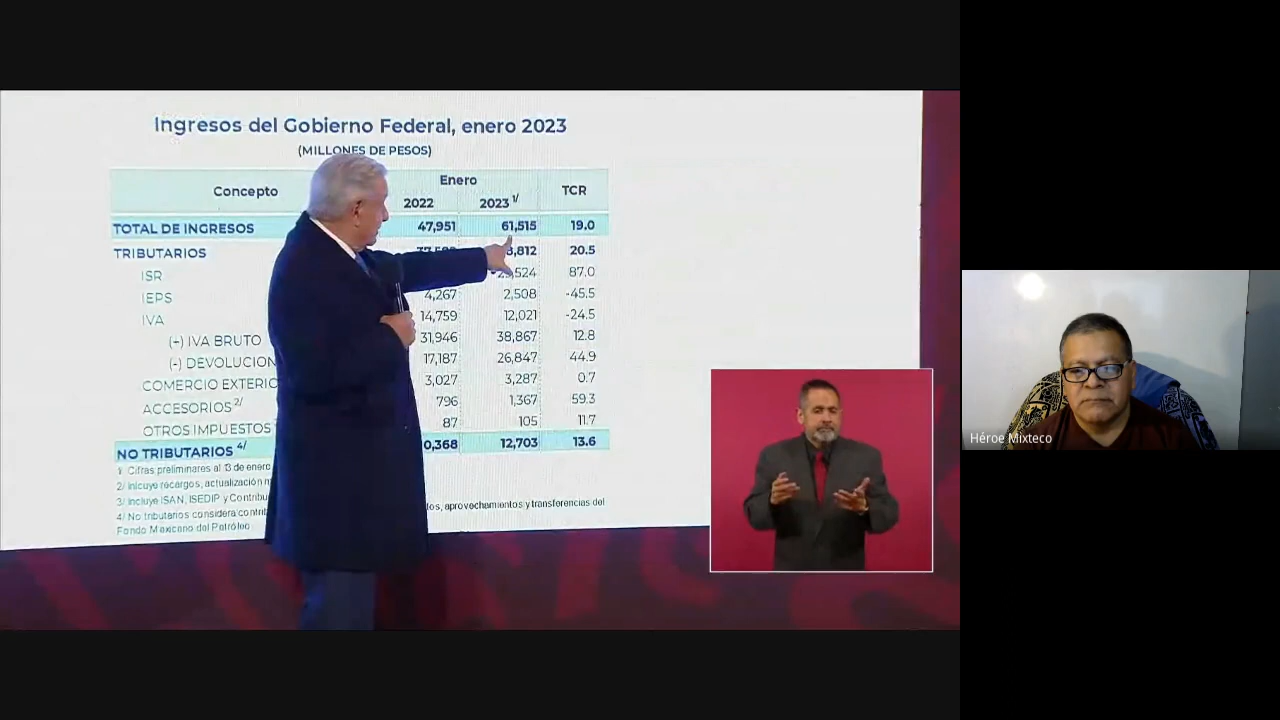 Ingresos del Gobierno Federal, enero 2023
(MILLONES DE PESOS)
Concepto Enero TCR
2022 2023 1/
TOTAL DE INGRESOS 47,951 61,515 19.0
TRIBUTARIOS 20.5
ISR 87.0
IEPS 4,267 2,508 -45.5
IVA 14,759 12,021 -24.5
(+) IVA BRUTO 31,946 38,867 12.8
(-) DEVOLUCION 17,187 26,847 44.9
COMERCIO EXTERIO 3,027 3,287 0.7
ACCESORIOS 2/ 796 1,367 59.3
OTROS IMPUESTOS 87 105 11.7
NO TRIBUTARIOS 4/ 0,368 12,703 13.6
1/ Cifras preliminares al 13 de enero
2/ Incluye recargos, actualización
3/ Incluye ISAN, ISEDIP y Contribu
4/ No tributarios considera contrib os, aprovechamientos y transferencias del
Fondo Mexicano del Petróleo
Héroe Mixteco